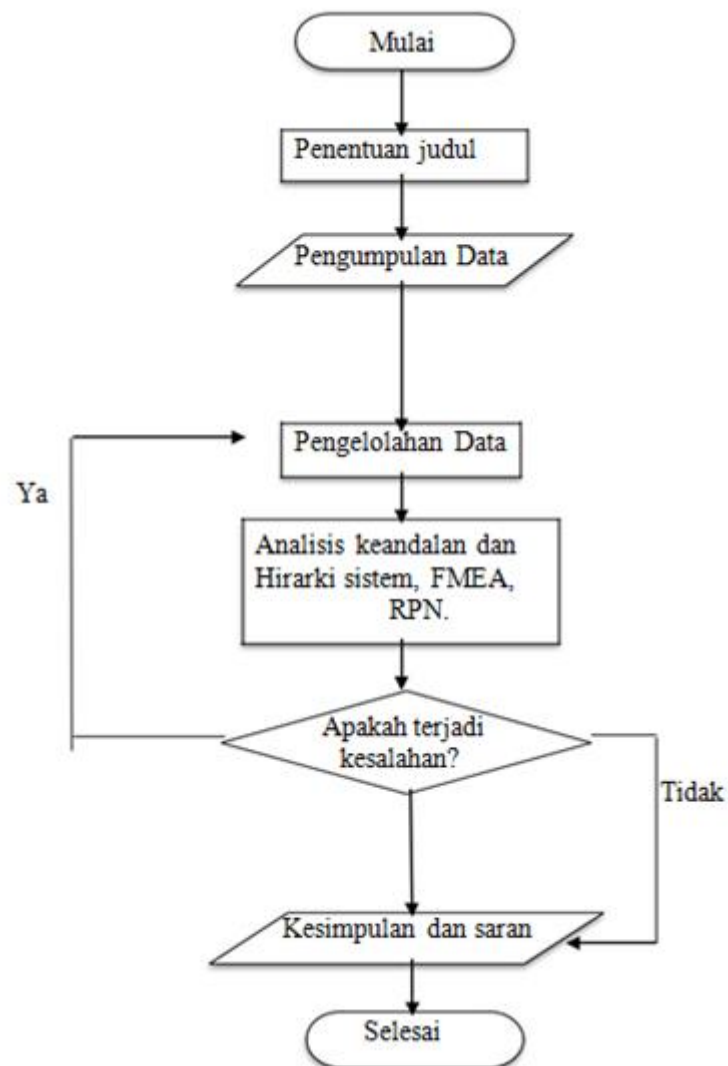 Mulai
Penentuan judul
Pengumpulan Data
Pengelolahan Data
Ya
Analisis keandalan dan
Hirarki sistem, FMEA,
RPN.
Apakah terjadi
kesalahan?
Tidak
Kesimpulan dan saran
Selesai